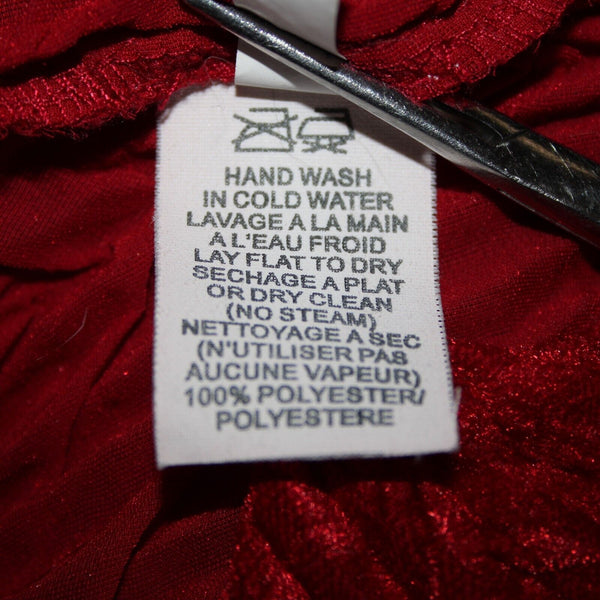 HAND WASH
IN COLD WATER
LAVAGE A LA MAIN
À L'EAU FROID
LAY FLAT TO DRY
SECHAGE A PLAT
OR DRY CLEAN
(NO STEAM)
NETTOYAGE A SEC
(N'UTILISER PAS
AUCUNE VAPEUR)
100% POLYESTER/
POLYESTERE